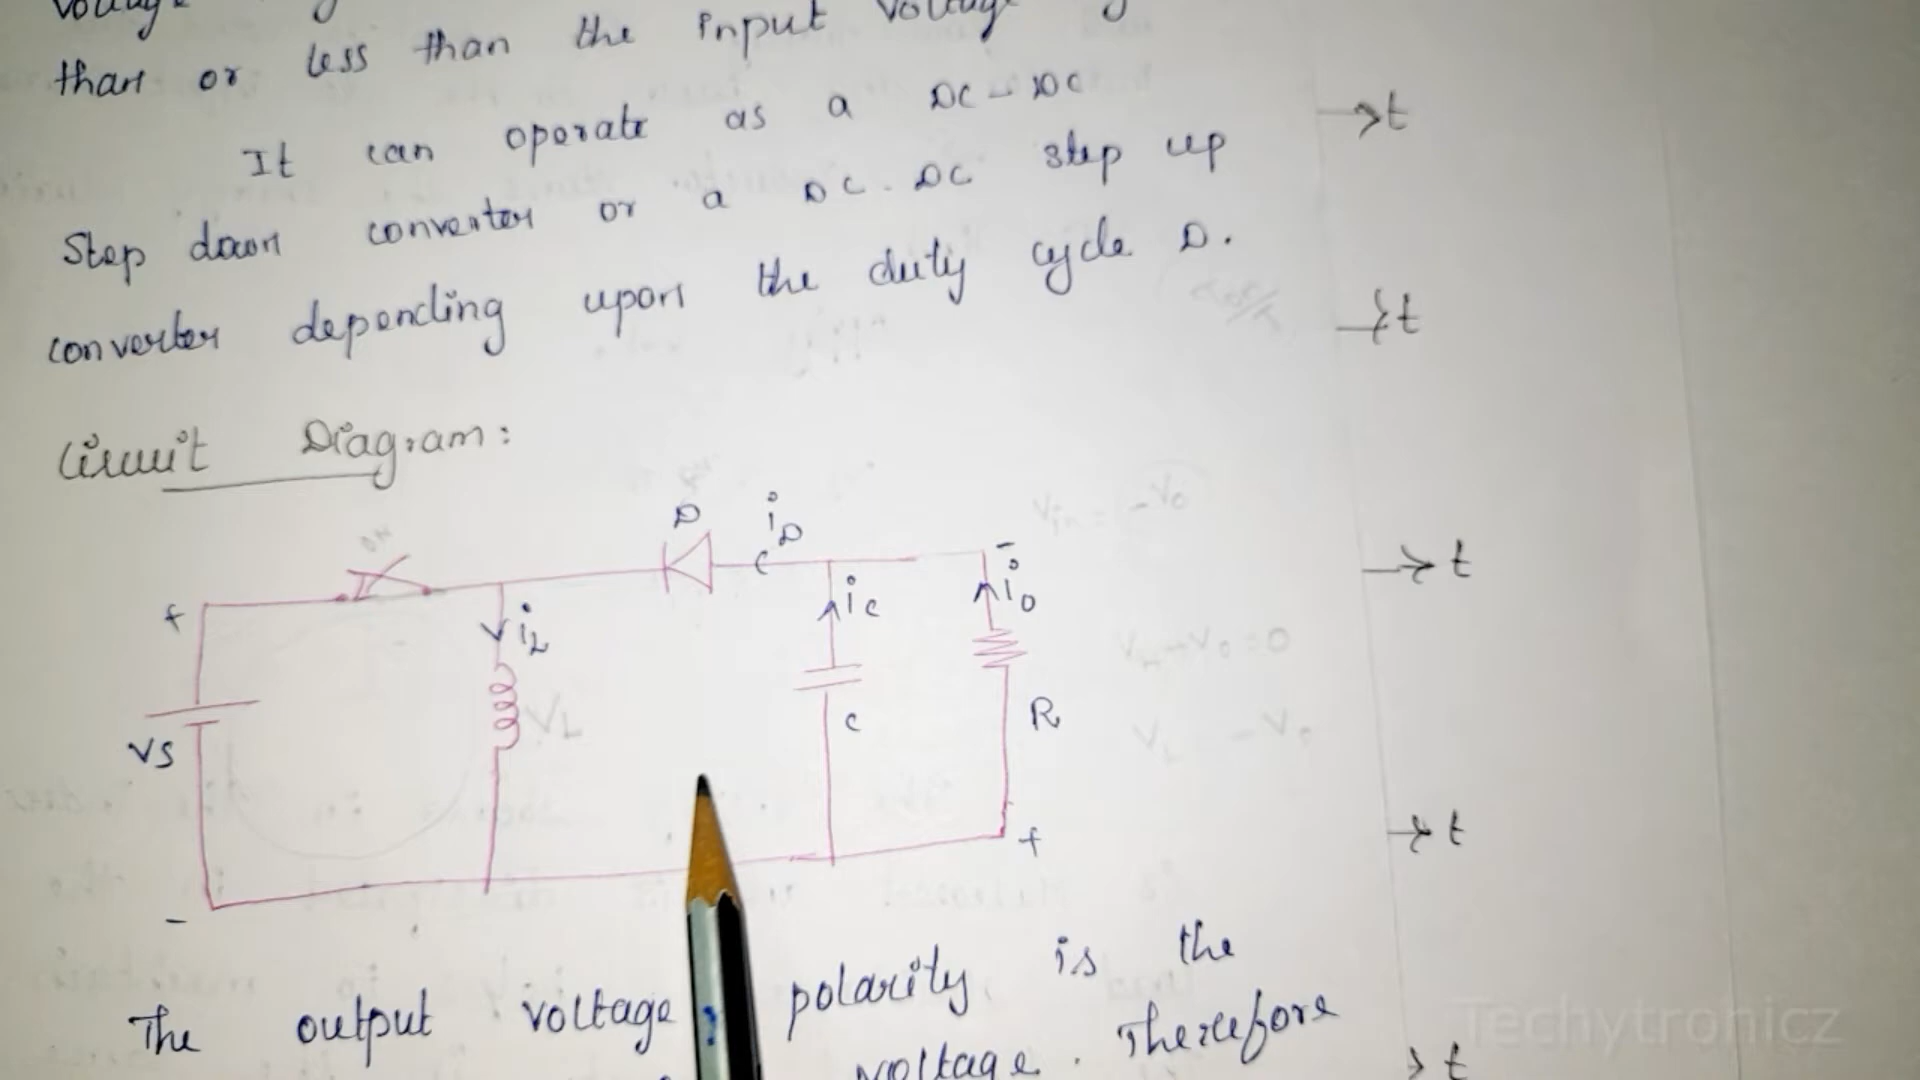 than or less than the input
It can operate as a DC-DC
Step down converter or a DC-DC step up
converter depending upon the duty cycle D.
Circuit Diagram:
D iD
+ iL ic - io
VS VL C R
- +
The output voltage polarity is the
voltage. Therefore
t
t
t
t
t
Techytronicz